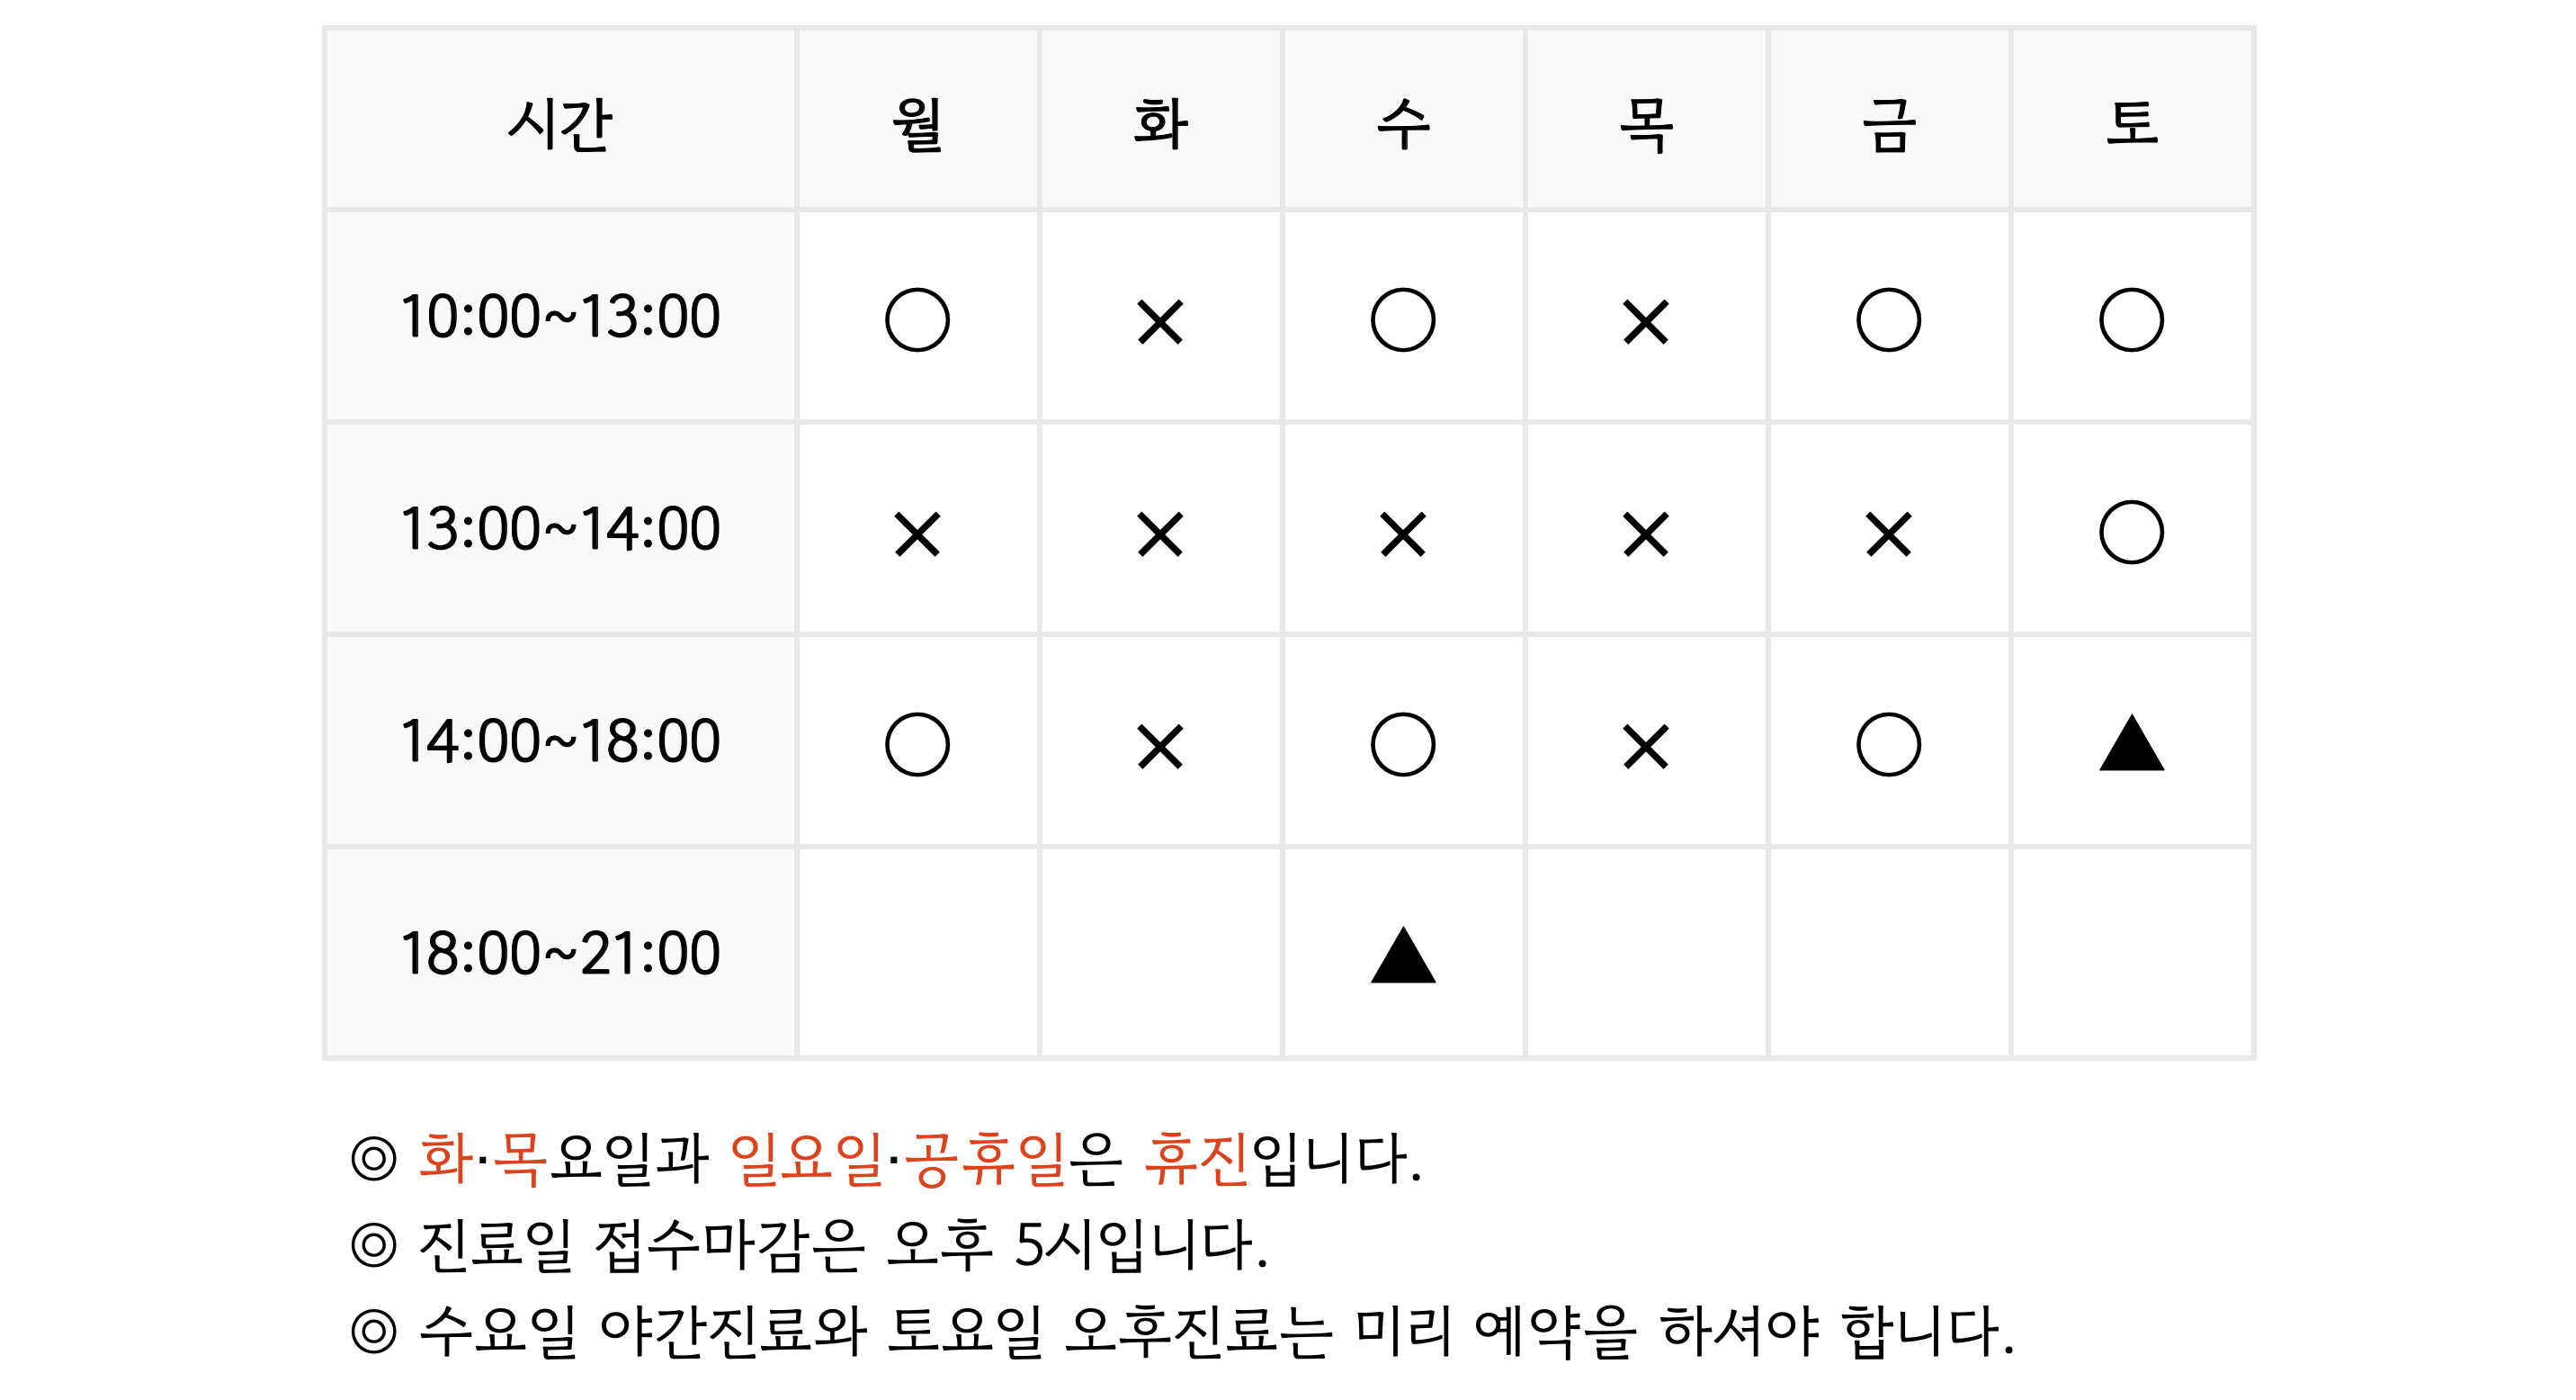 시간 월 화 수 목 금 토
10:00~13:00 ○ × ○ × ○ ○
13:00~14:00 × × × × × ○
14:00~18:00 ○ × ○ × ○ ▲
18:00~21:00 ▲
◎ 화·목요일과 일요일·공휴일은 휴진입니다.
◎ 진료일 접수마감은 오후 5시입니다.
◎ 수요일 야간진료와 토요일 오후진료는 미리 예약을 하셔야 합니다.